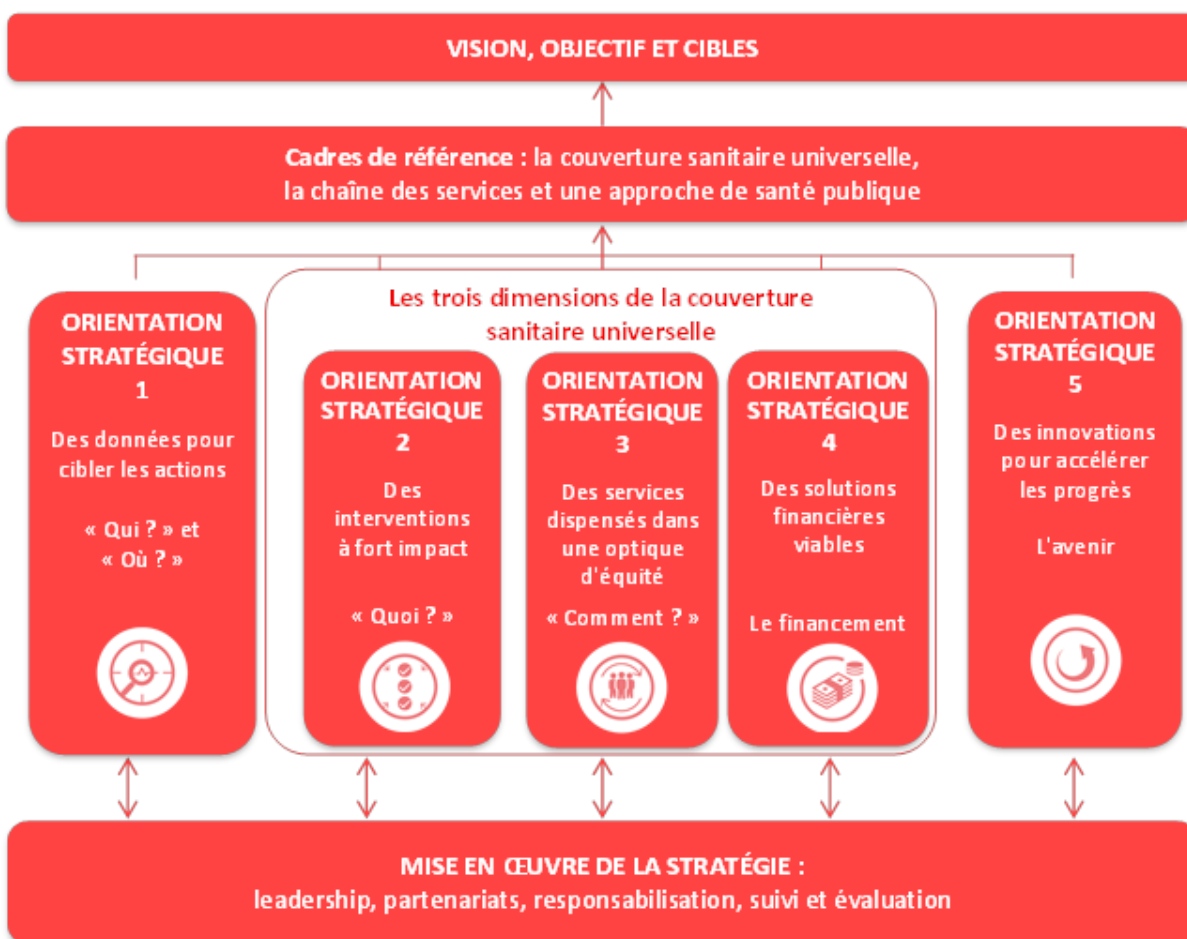 VISION, OBJECTIF ET CIBLES
Cadres de référence : la couverture sanitaire universelle,
la chaîne des services et une approche de santé publique
Les trois dimensions de la couverture
sanitaire universelle
ORIENTATION
STRATÉGIQUE
1
Des données pour
cibler les actions
« Qui ? » et
« Où ? »
ORIENTATION
STRATÉGIQUE
2
Des
interventions
à fort impact
« Quoi ? »
ORIENTATION
STRATÉGIQUE
3
Des services
dispensés dans
une optique
d'équité
« Comment ? »
ORIENTATION
STRATÉGIQUE
4
Des solutions
financières
viables
Le financement
ORIENTATION
STRATÉGIQUE
5
Des innovations
pour accélérer
les progrès
L'avenir
MISE EN ŒUVRE DE LA STRATÉGIE :
leadership, partenariats, responsabilisation, suivi et évaluation